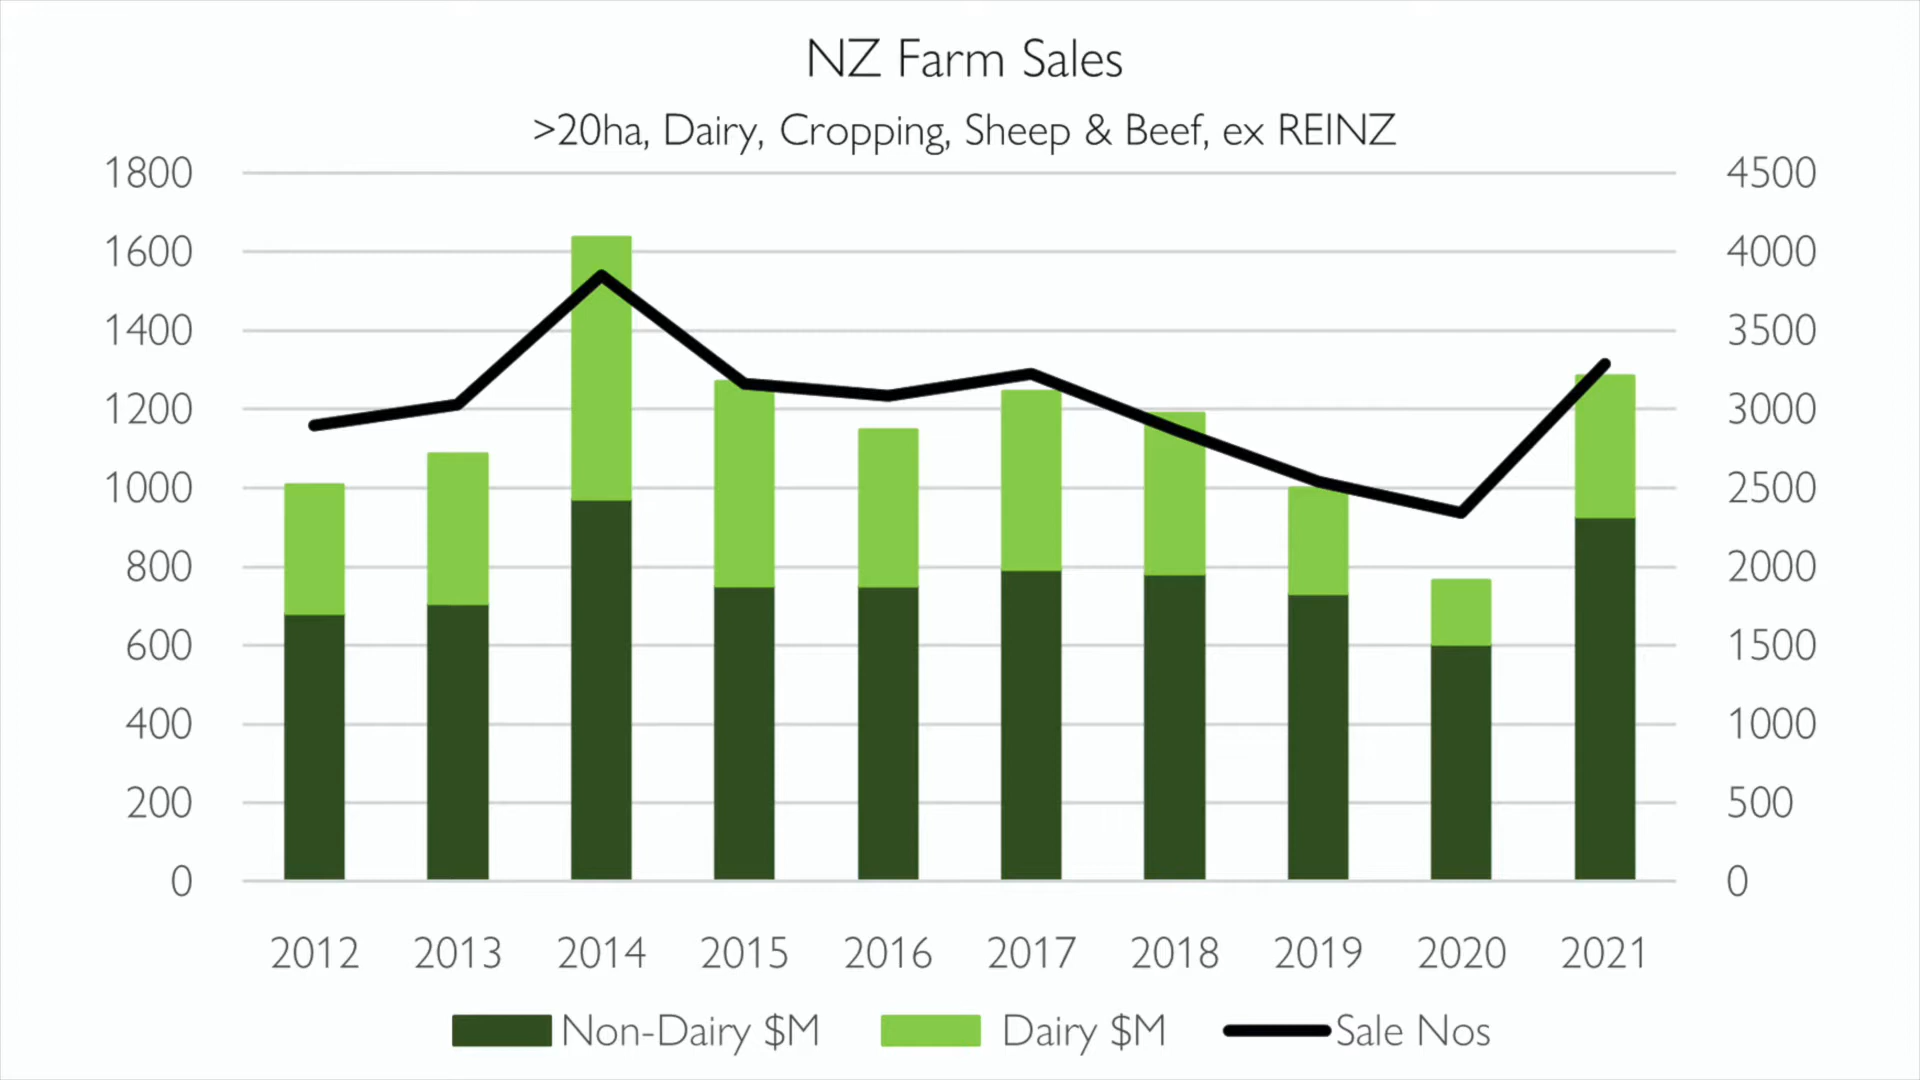 NZ Farm Sales
>20ha, Dairy, Cropping, Sheep & Beef, ex REINZ
1800 4500
1600 4000
1400 3500
1200 3000
1000 2500
800 2000
600 1500
400 1000
200 500
0 0
2012 2013 2014 2015 2016 2017 2018 2019 2020 2021
Non-Dairy $M Dairy $M Sale Nos